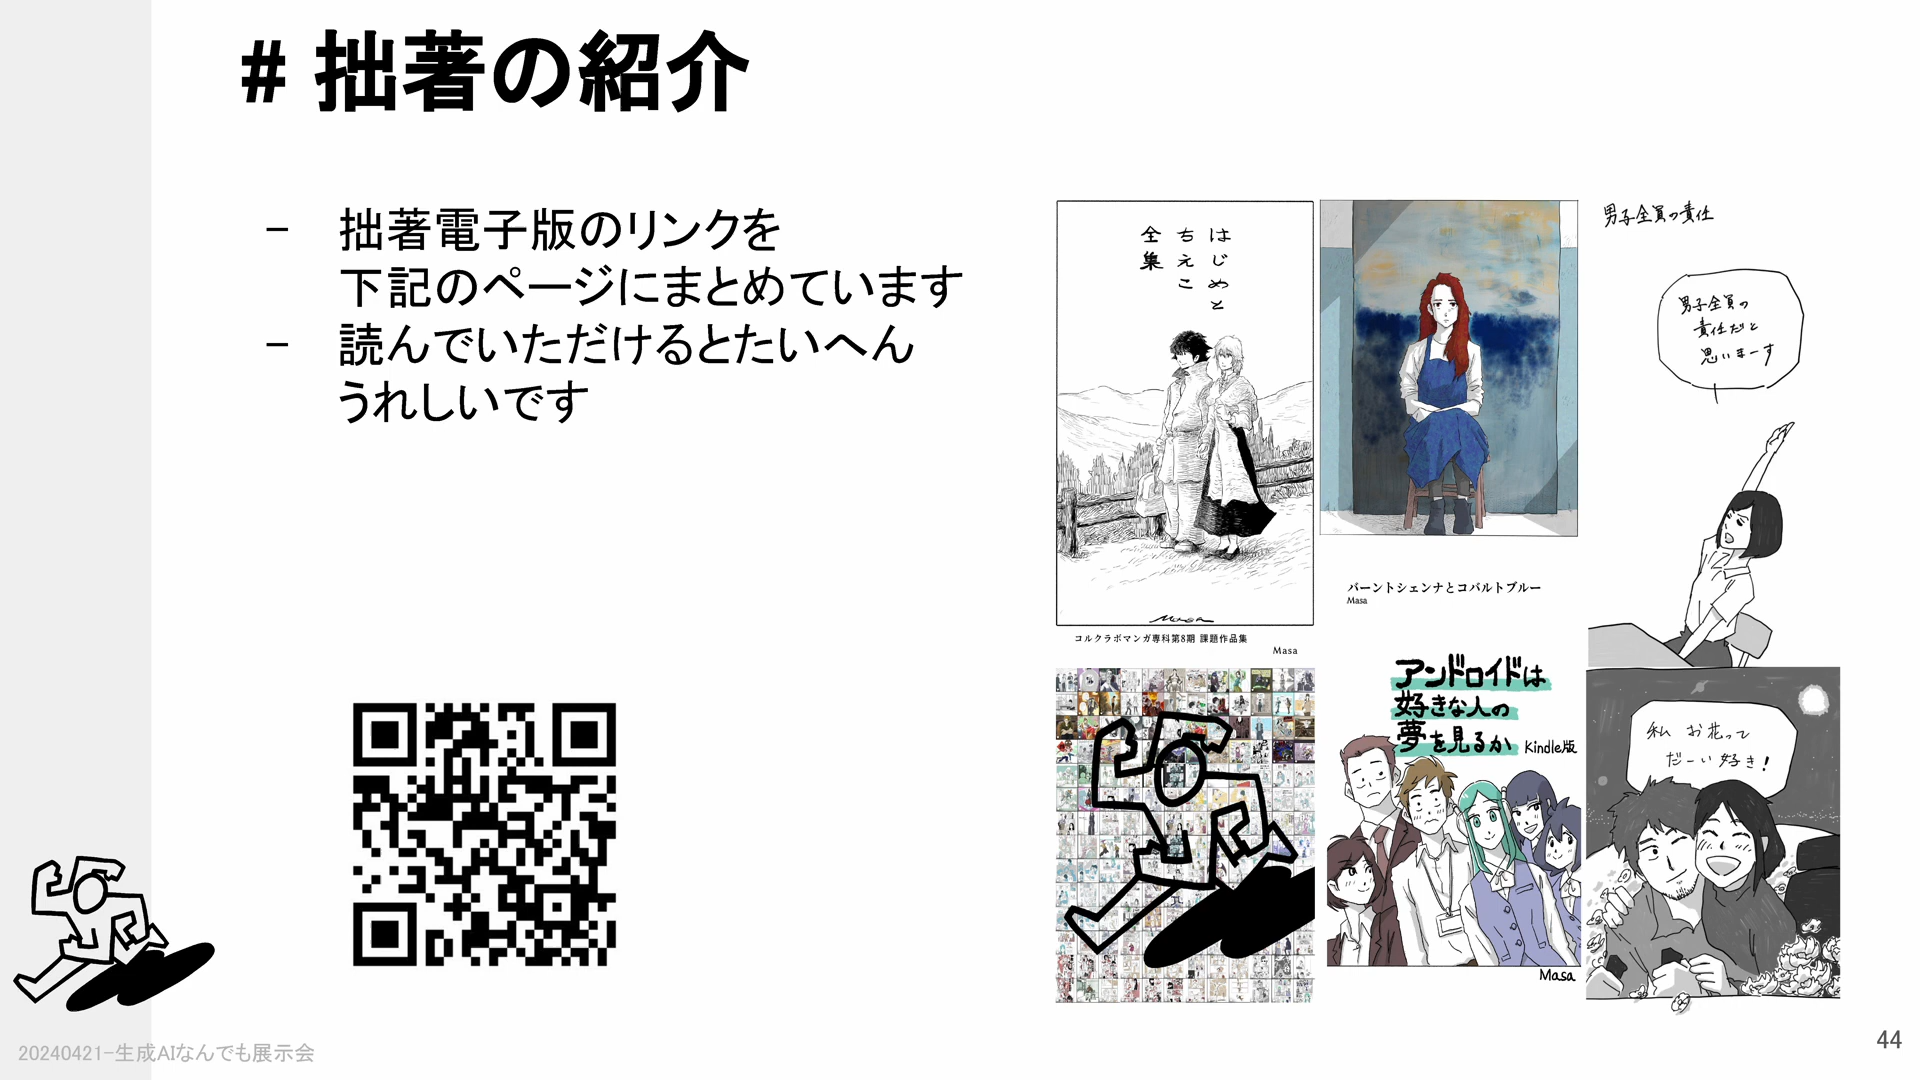 # 拙著の紹介
- 拙著電子版のリンクを
下記のページにまとめています
- 読んでいただけるとたいへん
うれしいです
はじめと
ちえこ
全集
Masa
コルクラボマンガ専科第8期 課題作品集
Masa
バーントシェンナとコバルトブルー
Masa
男子全員の責任
男子全員の
責任だと
思いまーす
アンドロイドは
好きな人の
夢を見るか Kindle版
Masa
私 お花って
だーい好き!
20240421-生成AIなんでも展示会
44